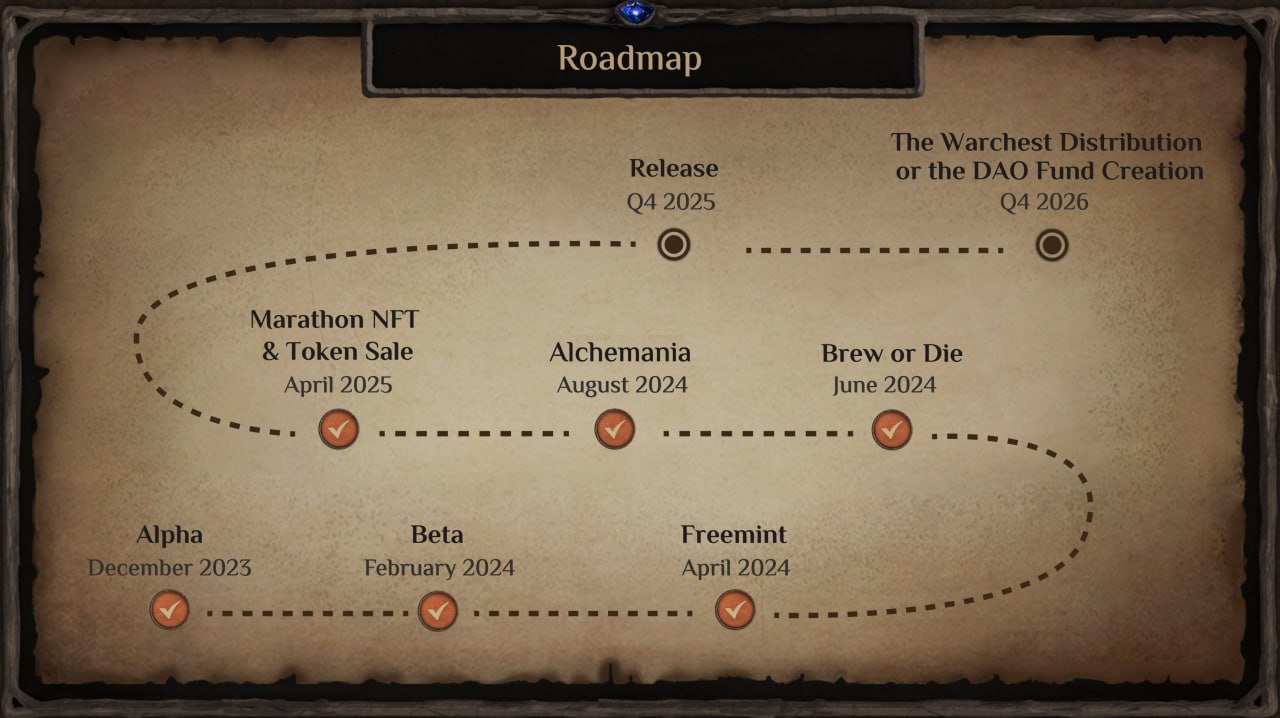 Roadmap
The Warchest Distribution
or the DAO Fund Creation
Q4 2026
Release
Q4 2025
Marathon NFT
& Token Sale
April 2025
Alchemania
August 2024
Brew or Die
June 2024
Alpha
December 2023
Beta
February 2024
Freemint
April 2024